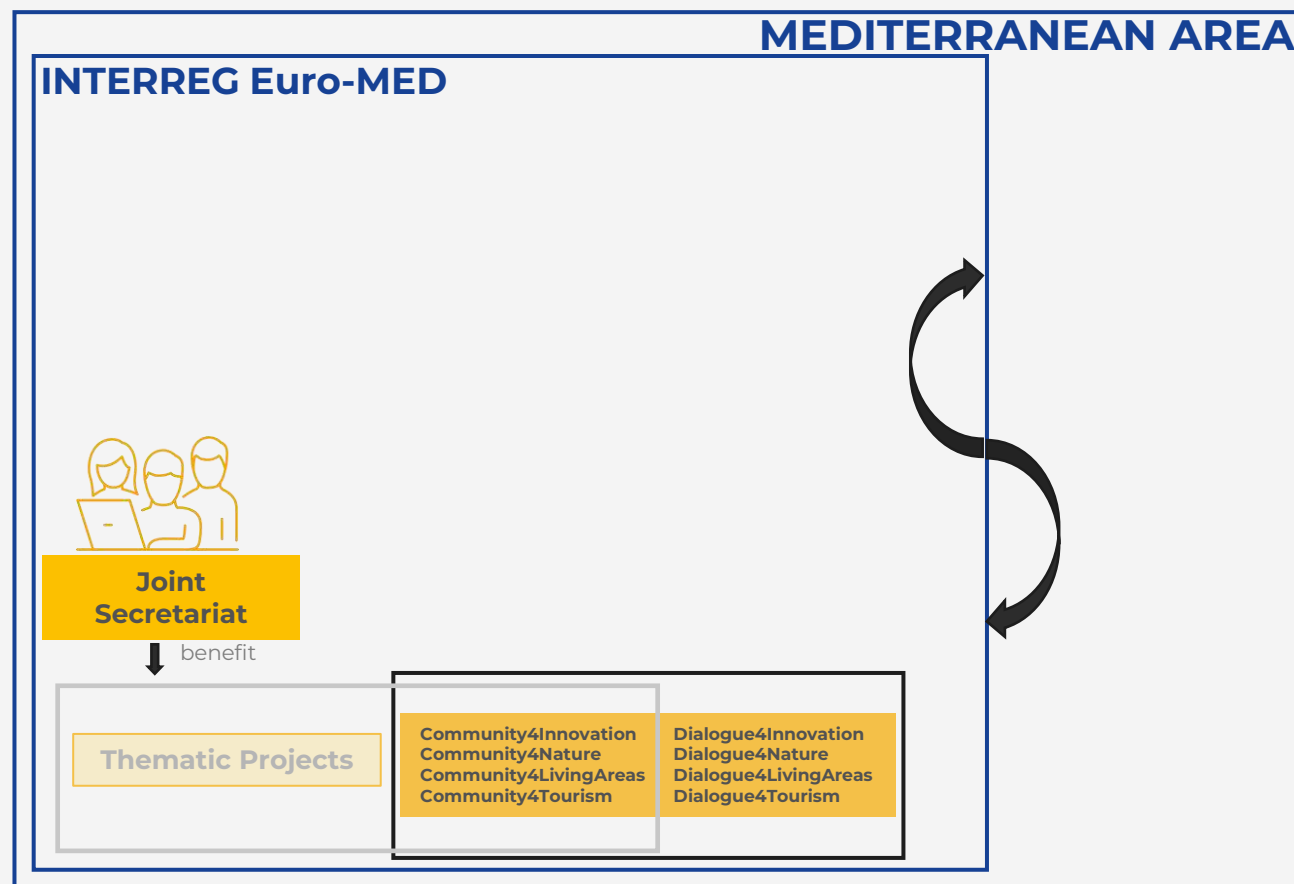 MEDITERRANEAN AREA
INTERREG Euro-MED
Joint
Secretariat
benefit
Thematic Projects
Community4Innovation
Community4Nature
Community4LivingAreas
Community4Tourism
Dialogue4Innovation
Dialogue4Nature
Dialogue4LivingAreas
Dialogue4Tourism